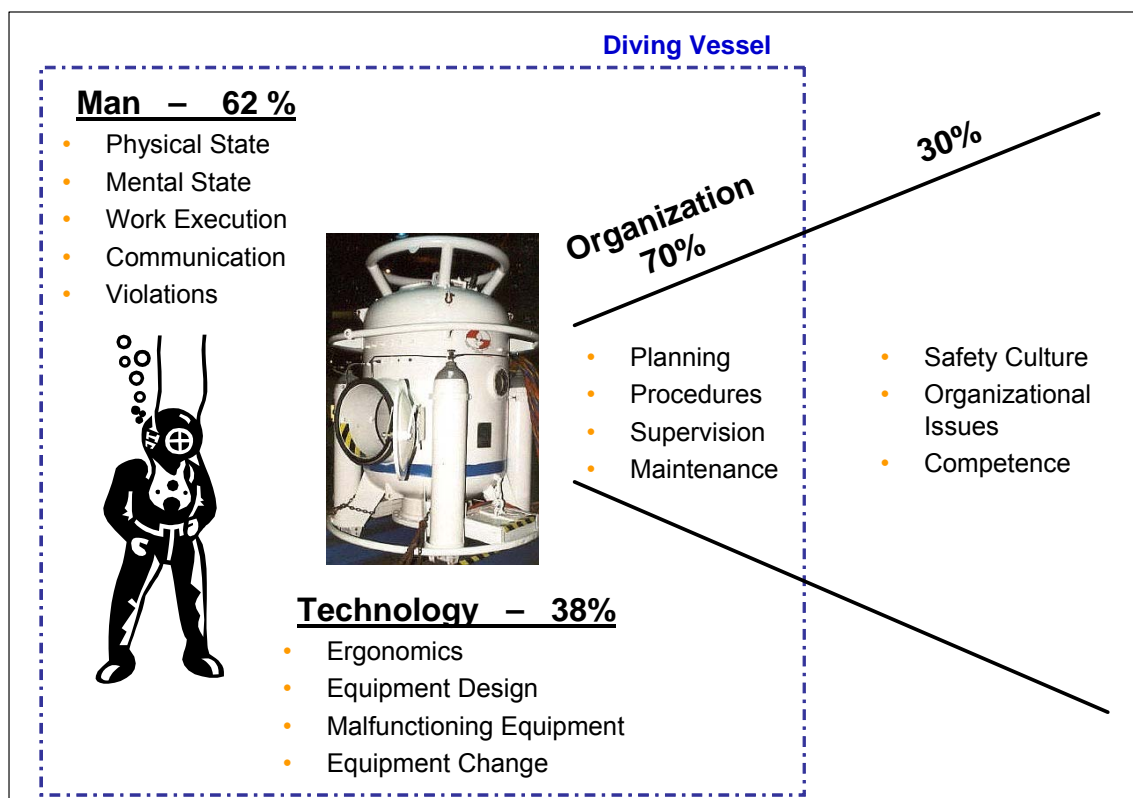 Diving Vessel
Man – 62 %
• Physical State
• Mental State
• Work Execution
• Communication
• Violations
Organization
70%
30%
• Planning
• Procedures
• Supervision
• Maintenance
• Safety Culture
• Organizational
Issues
• Competence
Technology – 38%
• Ergonomics
• Equipment Design
• Malfunctioning Equipment
• Equipment Change